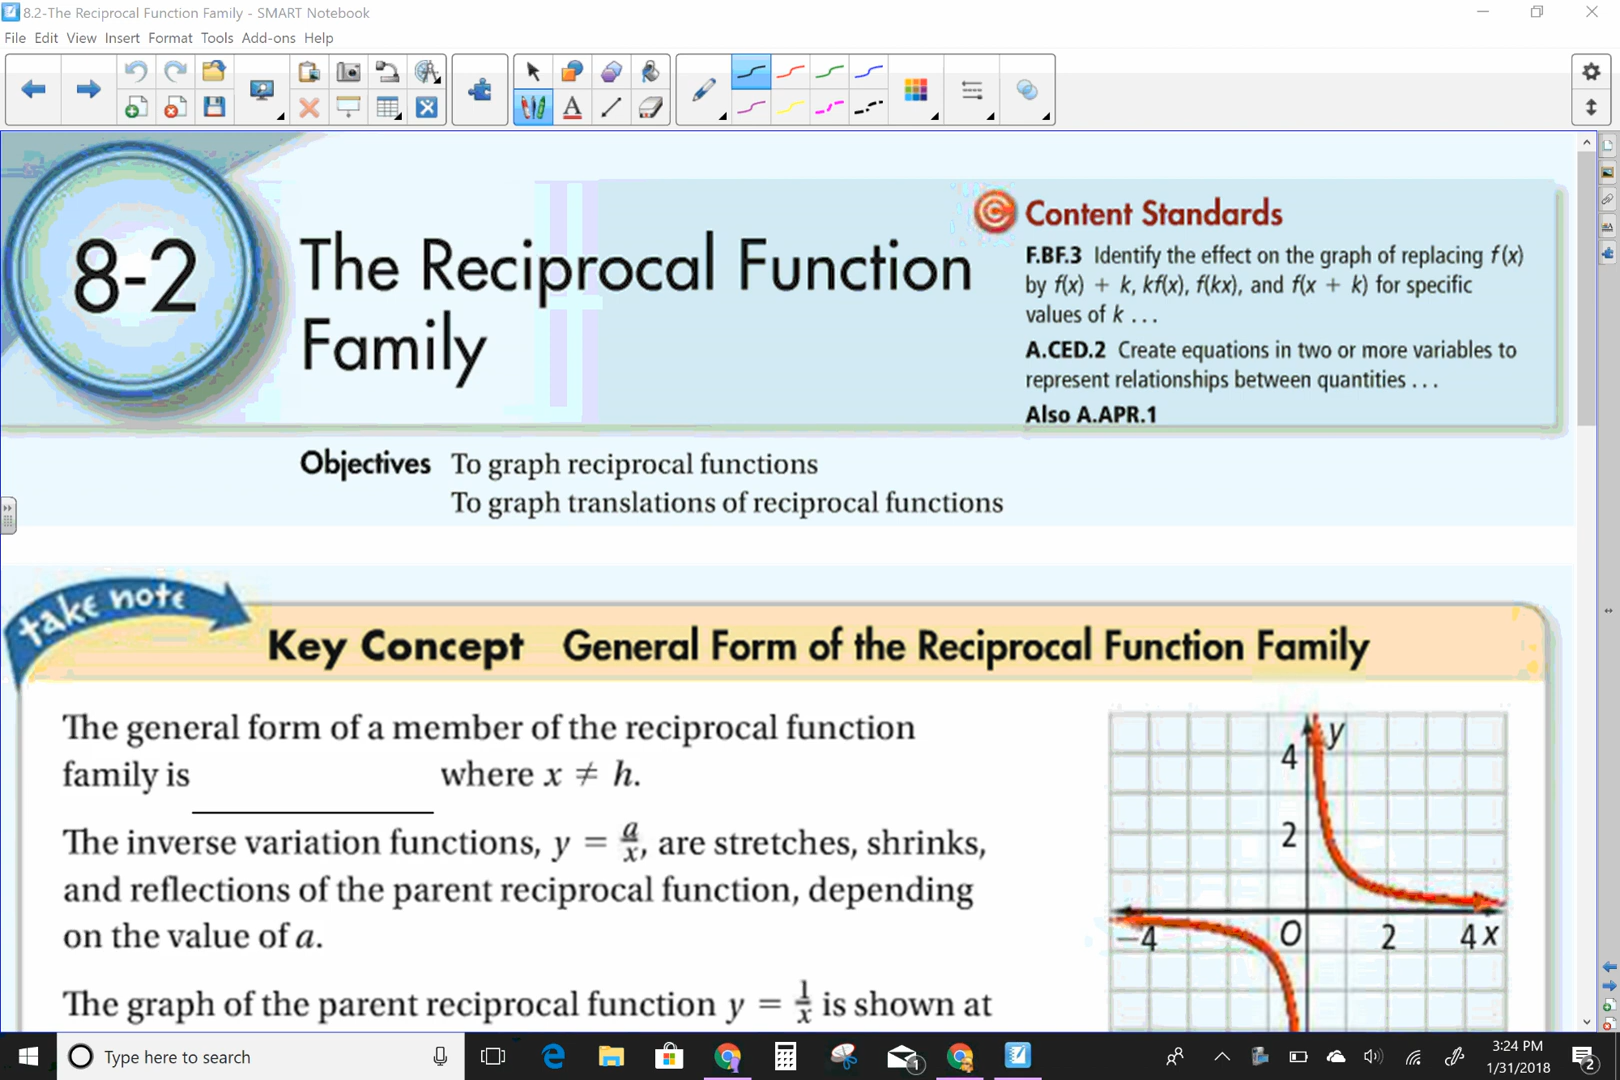 8.2-The Reciprocal Function Family - SMART Notebook
File Edit View Insert Format Tools Add-ons Help
8-2
The Reciprocal Function
Family
Content Standards
F.BF.3 Identify the effect on the graph of replacing f(x)
by f(x) + k, kf(x), f(kx), and f(x + k) for specific
values of k . . .
A.CED.2 Create equations in two or more variables to
represent relationships between quantities . . .
Also A.APR.1
Objectives To graph reciprocal functions
To graph translations of reciprocal functions
take note
Key Concept General Form of the Reciprocal Function Family
The general form of a member of the reciprocal function
family is __________ where x ≠ h.
The inverse variation functions, y = a/x, are stretches, shrinks,
and reflections of the parent reciprocal function, depending
on the value of a.
The graph of the parent reciprocal function y = 1/x is shown at
y
4
2
-4 O 2 4 x
Type here to search
1
3:24 PM
1/31/2018
2